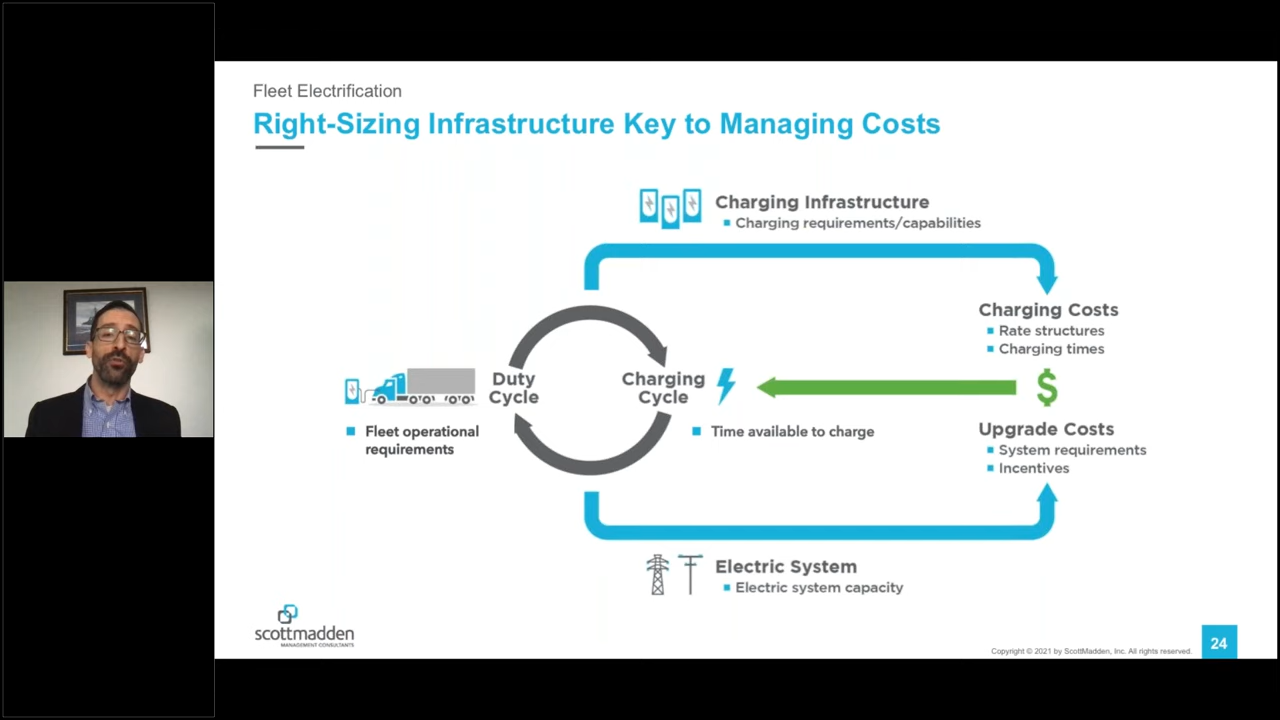 Fleet Electrification
Right-Sizing Infrastructure Key to Managing Costs
Charging Infrastructure
Charging requirements/capabilities
Charging Costs
Rate structures
Charging times
Duty
Cycle
Charging
Cycle
$
Fleet operational
requirements
Time available to charge
Upgrade Costs
System requirements
Incentives
Electric System
Electric system capacity
scottmadden
MANAGEMENT CONSULTANTS
Copyright © 2021 by ScottMadden, Inc. All rights reserved.
24